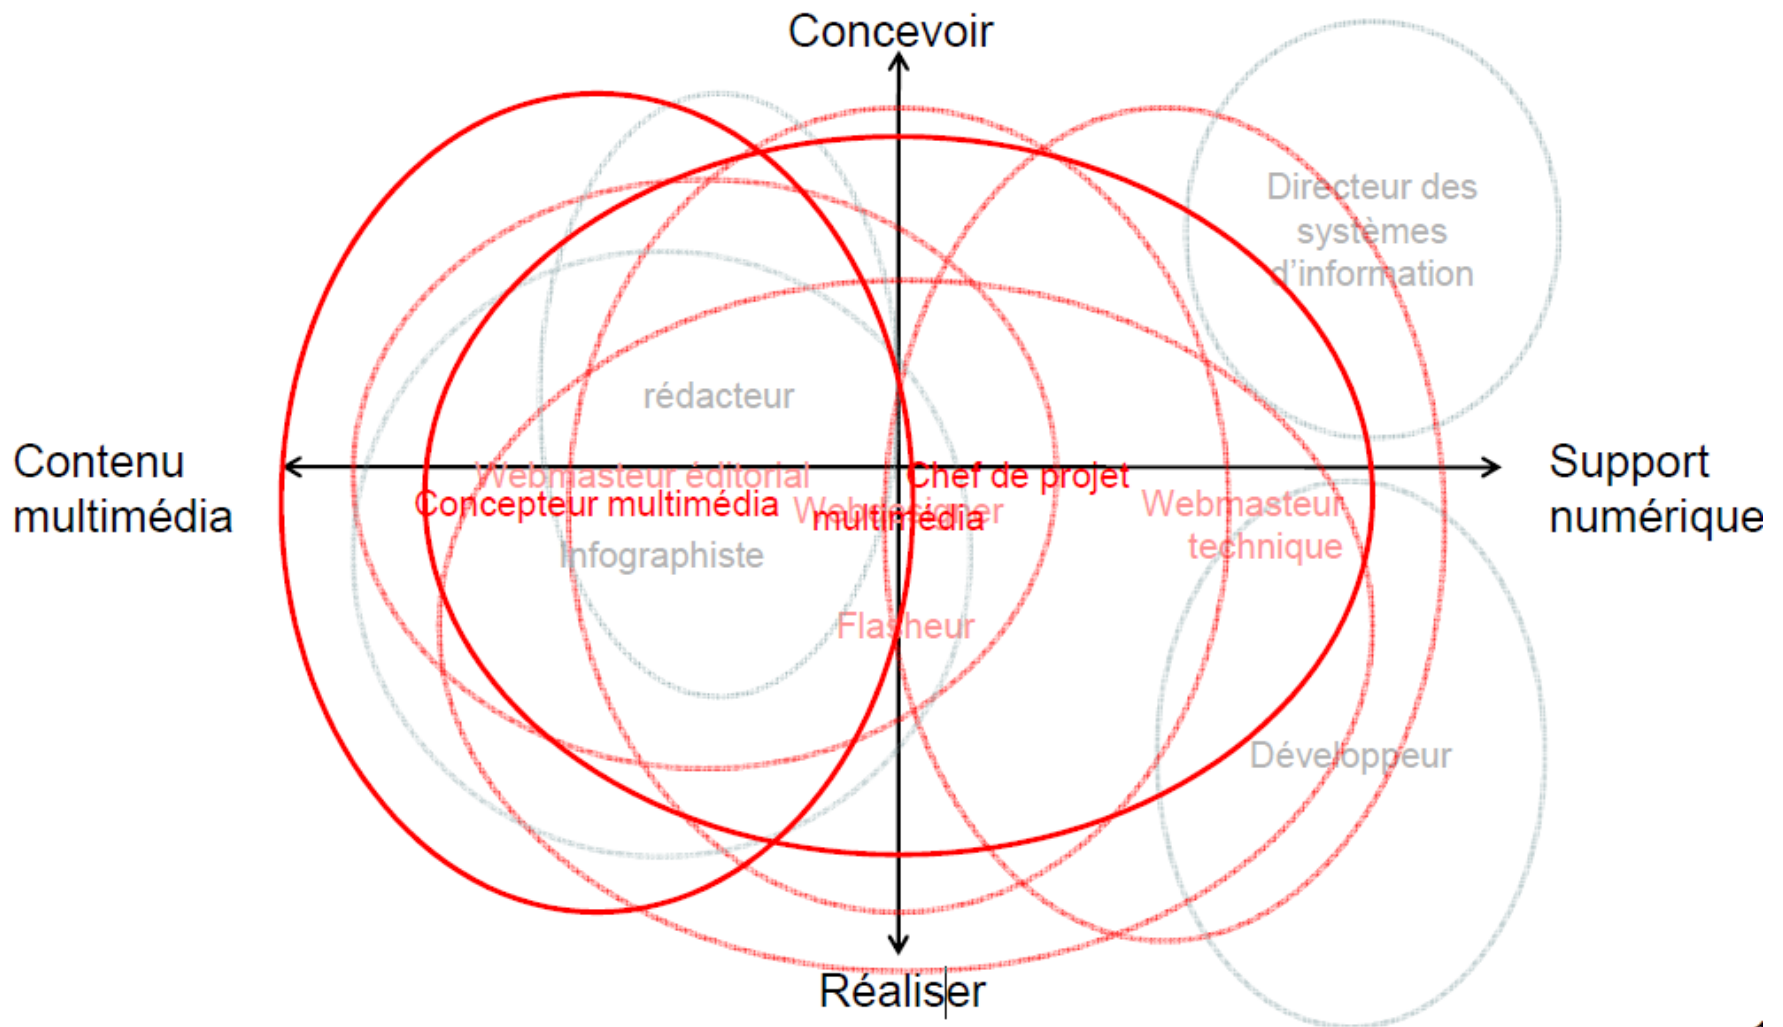 Concevoir
Directeur des
systèmes
d'information
rédacteur
Contenu
multimédia
Support
numérique
Webmasteur éditorial
Chef de projet
multimédia
Concepteur multimédia
Webdesigner
Webmasteur
technique
Infographiste
Flasheur
Développeur
Réaliser